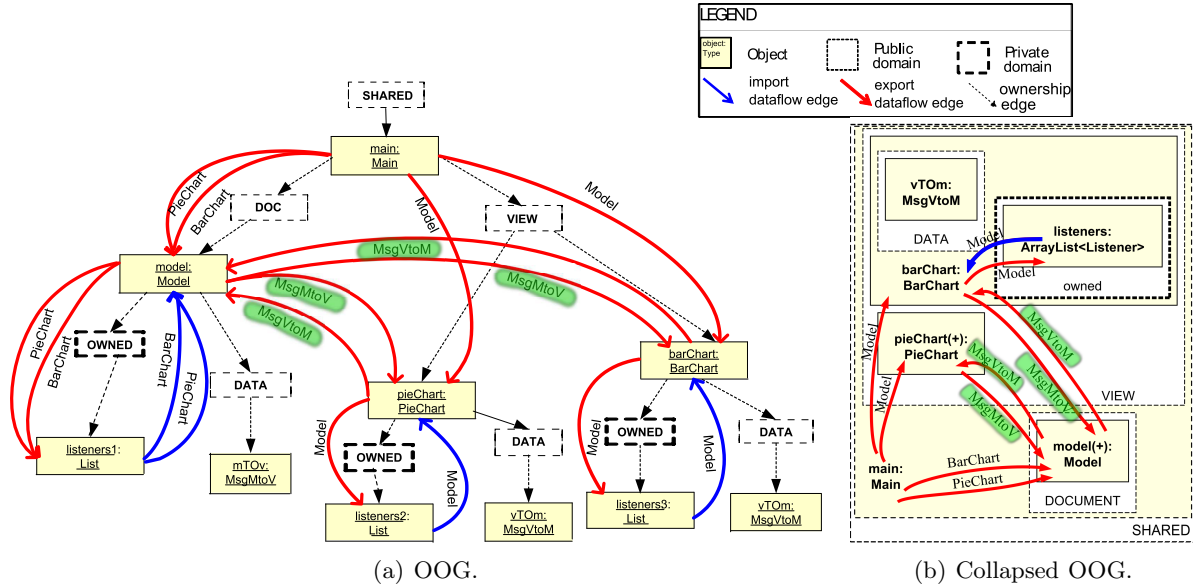 LEGEND
object:
Type
Object
Public
domain
Private
domain
import
dataflow edge
export
dataflow edge
ownership
edge
SHARED
main:
Main
PieChart
BarChart
DOC
Model
VIEW
Model
MsgVtoM
model:
Model
MsgMtoV
MsgVtoM
MsgVtoM
PieChart
BarChart
OWNED
BarChart
PieChart
DATA
barChart:
BarChart
pieChart:
PieChart
listeners1:
List
mTOv:
MsgMtoV
Model
OWNED
DATA
Model
Model
OWNED
DATA
Model
listeners2:
List
vTOm:
MsgVtoM
listeners3:
List
vTOm:
MsgVtoM
(a) OOG.
vTOm:
MsgVtoM
DATA
listeners:
ArrayList<Listener>
Model
barChart:
BarChart
Model
owned
pieChart(+):
PieChart
MsgVtoM
MsgVtoM
MsgMtoV
Model
Model
MsgMtoV
VIEW
model(+):
Model
main:
Main
BarChart
PieChart
DOCUMENT
SHARED
(b) Collapsed OOG.